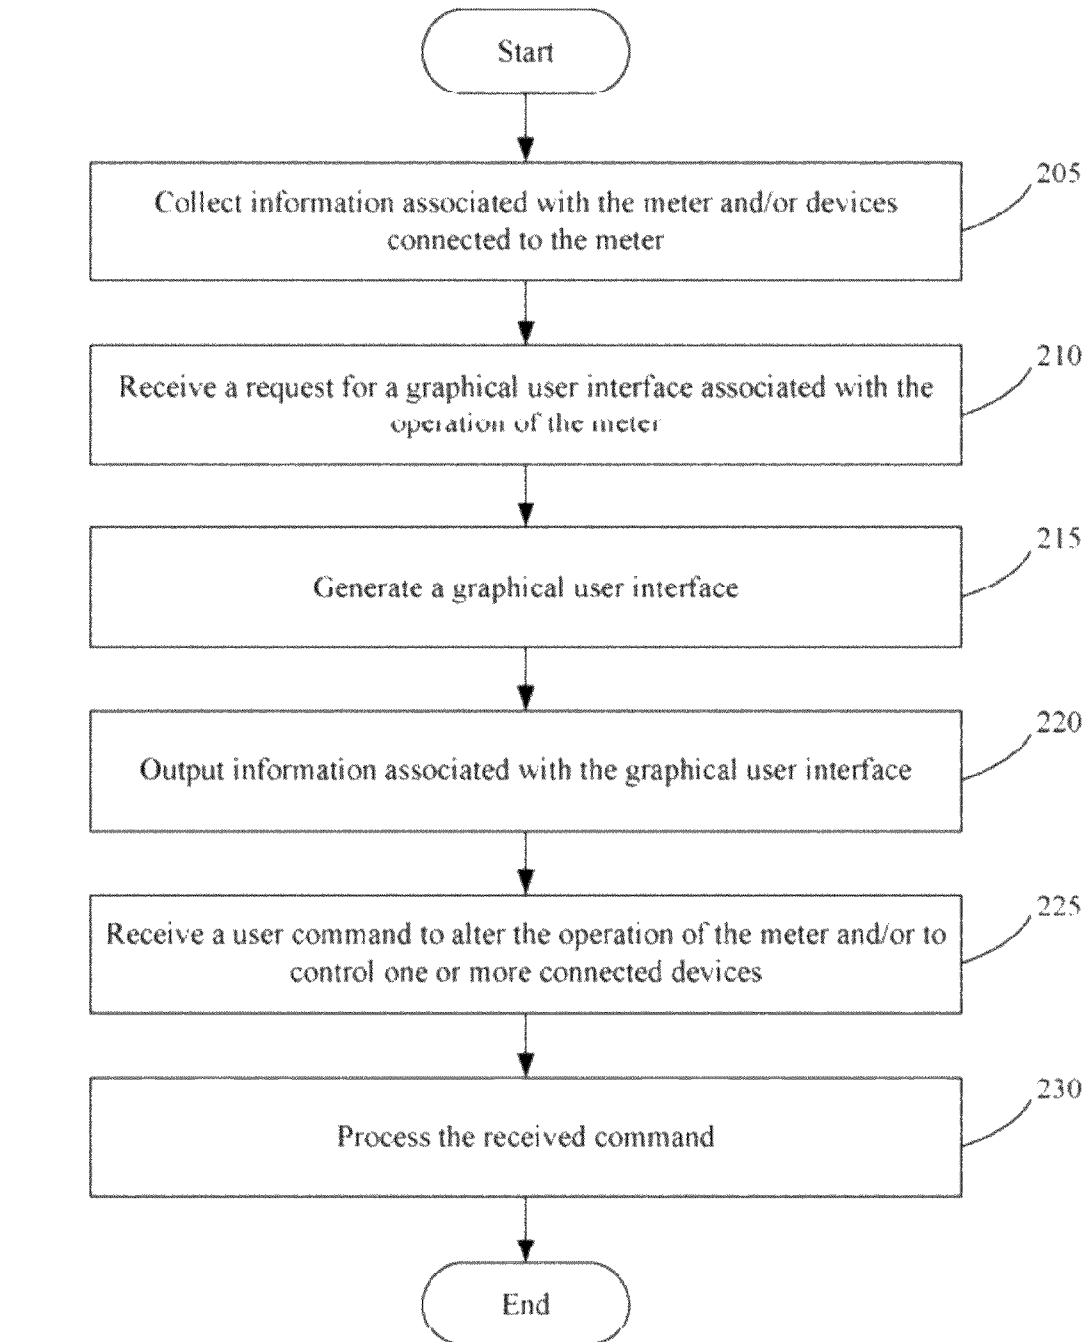 Start
205
Collect information associated with the meter and/or devices
connected to the meter
210
Receive a request for a graphical user interface associated with the
operation of the meter
215
Generate a graphical user interface
220
Output information associated with the graphical user interface
225
Receive a user command to alter the operation of the meter and/or to
control one or more connected devices
230
Process the received command
End